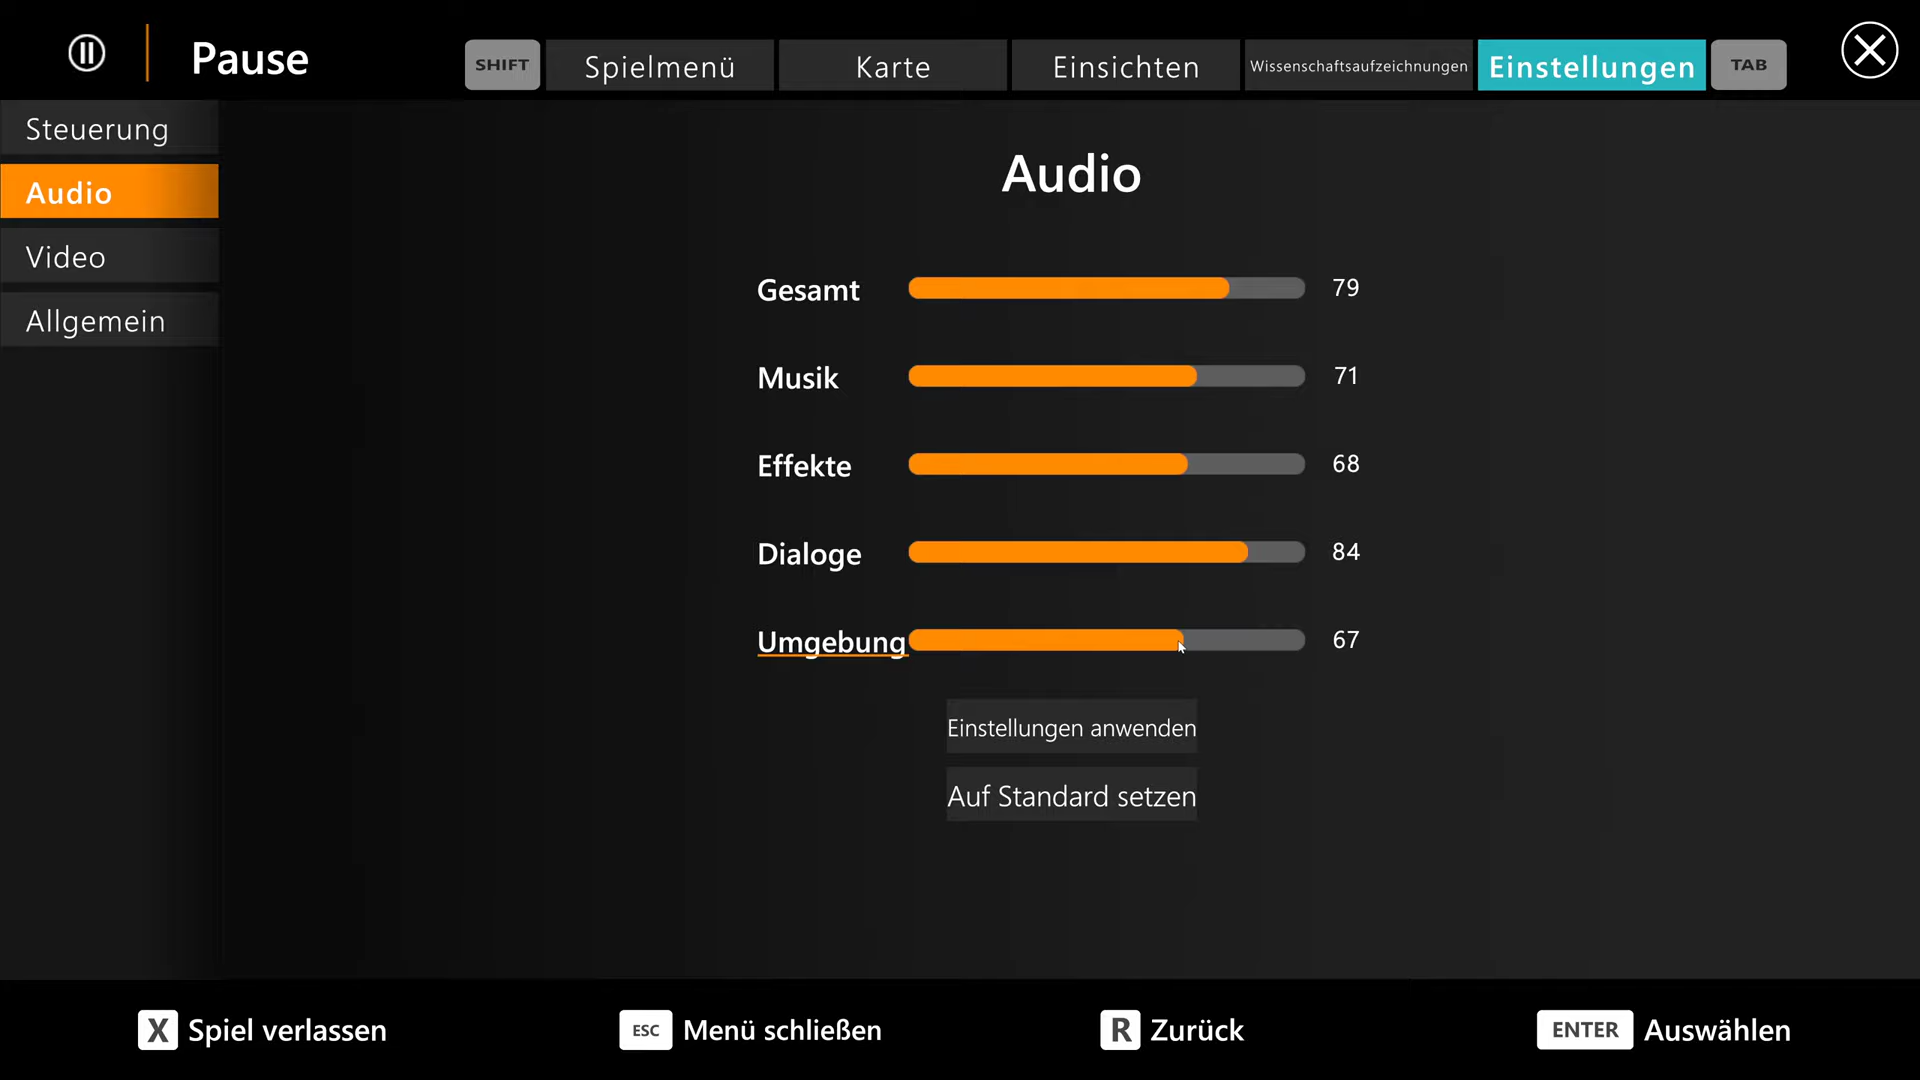 Pause
SHIFT
Spielmenü
Karte
Einsichten
Wissenschaftsaufzeichnungen
Einstellungen
TAB
Steuerung
Audio
Video
Allgemein
Audio
Gesamt 79
Musik 71
Effekte 68
Dialoge 84
Umgebung 67
Einstellungen anwenden
Auf Standard setzen
X Spiel verlassen
ESC Menü schließen
R Zurück
ENTER Auswählen